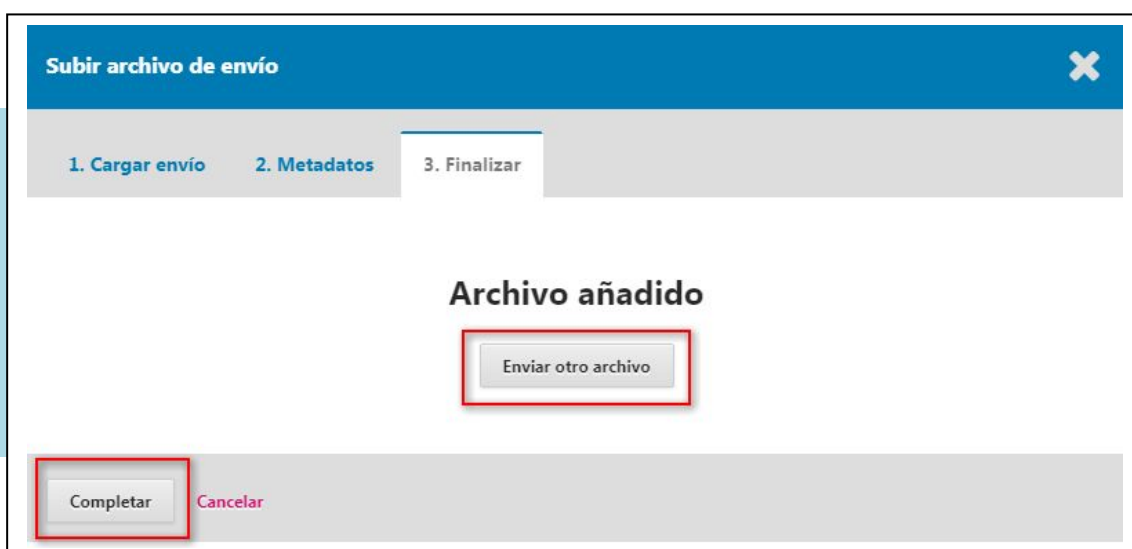 Subir archivo de envío
1. Cargar envío 2. Metadatos 3. Finalizar
Archivo añadido
Enviar otro archivo
Completar Cancelar